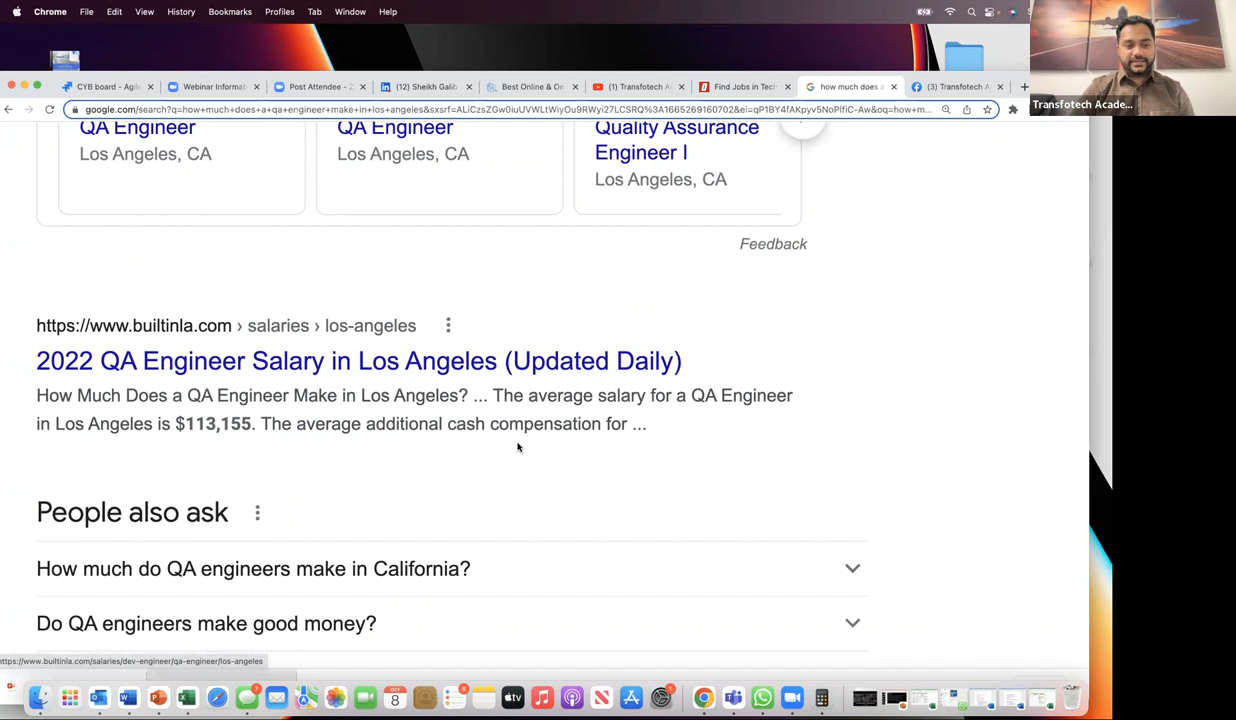 Chrome File Edit View History Bookmarks Profiles Tab Window Help
CYB board - Agil
Webinar Informat
Post Attendee - Z
(12) Sheikh Galib
Best Online & On
(1) Transfotech
Find Jobs in Tech
how much does a
(3) Transfotech A
Transfotech Acade...
QA Engineer
Los Angeles, CA
QA Engineer
Los Angeles, CA
Quality Assurance
Engineer I
Los Angeles, CA
Feedback
https://www.builtinla.com › salaries › los-angeles
2022 QA Engineer Salary in Los Angeles (Updated Daily)
How Much Does a QA Engineer Make in Los Angeles? ... The average salary for a QA Engineer
in Los Angeles is $113,155. The average additional cash compensation for ...
People also ask
How much do QA engineers make in California?
Do QA engineers make good money?
https://www.builtinla.com/salaries/dev-engineer/qa-engineer/los-angeles
OCT
8